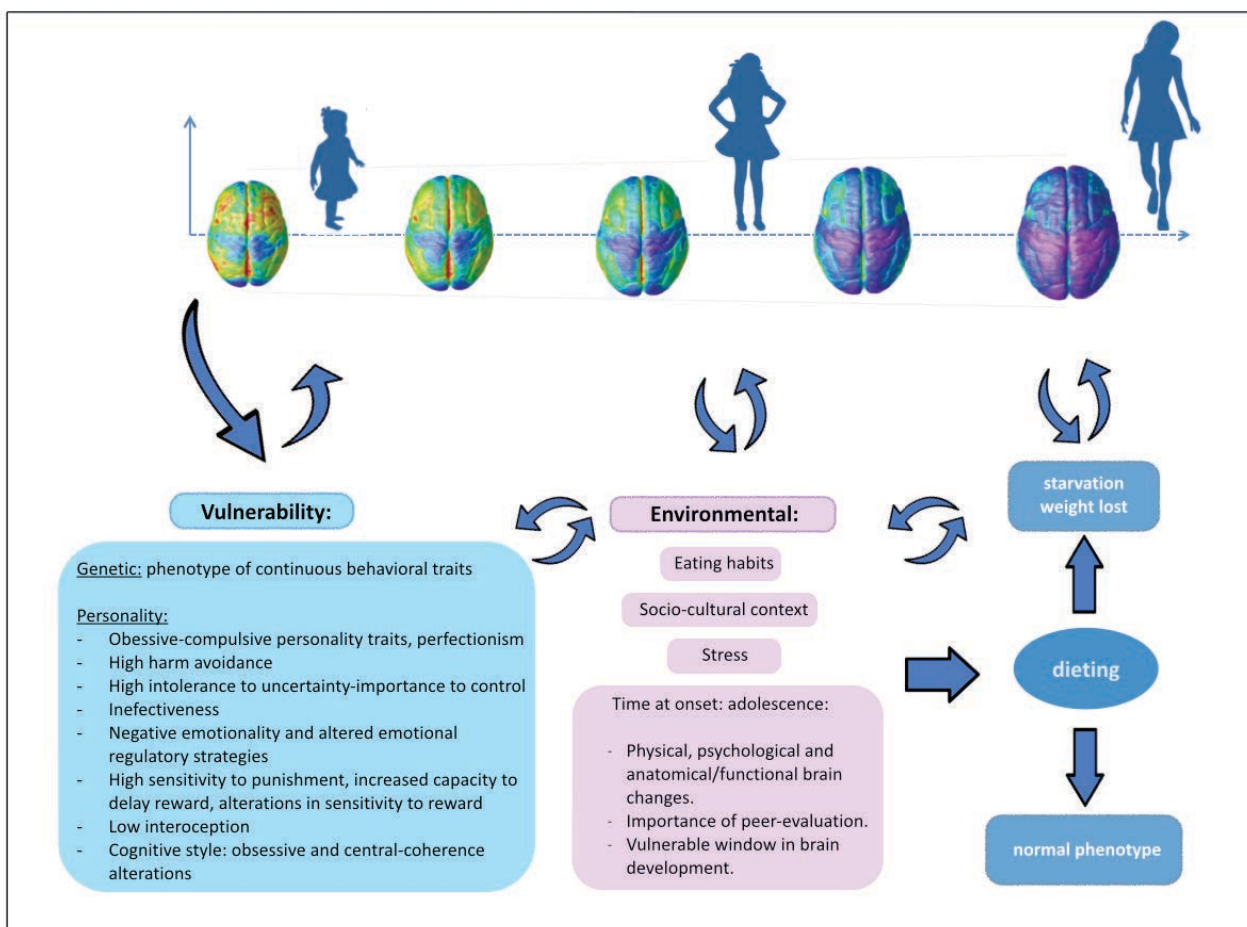 Vulnerability:
Genetic: phenotype of continuous behavioral traits
Personality:
- Obessive-compulsive personality traits, perfectionism
- High harm avoidance
- High intolerance to uncertainty-importance to control
- Inefectiveness
- Negative emotionality and altered emotional
regulatory strategies
- High sensitivity to punishment, increased capacity to
delay reward, alterations in sensitivity to reward
- Low interoception
- Cognitive style: obsessive and central-coherence
alterations
Environmental:
Eating habits
Socio-cultural context
Stress
Time at onset: adolescence:
- Physical, psychological and
anatomical/functional brain
changes.
- Importance of peer-evaluation.
- Vulnerable window in brain
development.
starvation
weight lost
dieting
normal phenotype